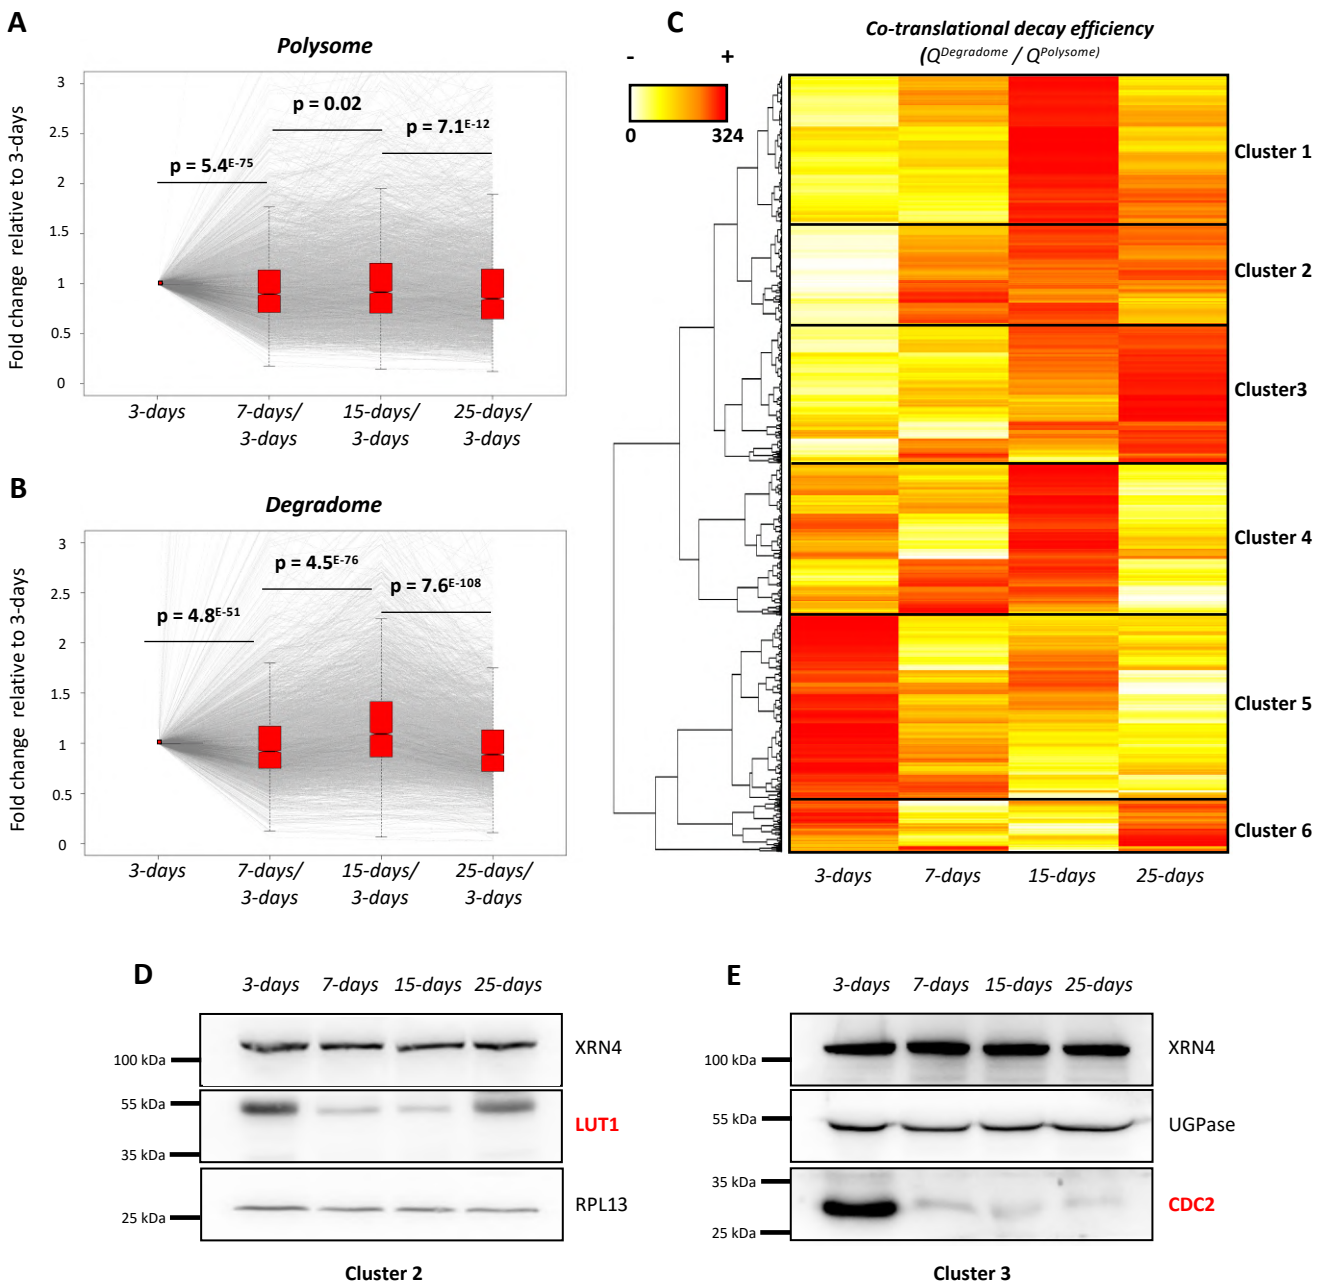 A
Polysome
Fold change relative to 3-days
3
2.5
2
1.5
1
0.5
0
p = 5.4E-75
p = 0.02
p = 7.1E-12
3-days
7-days/
3-days
15-days/
3-days
25-days/
3-days
B
Degradome
Fold change relative to 3-days
3
2.5
2
1.5
1
0.5
0
p = 4.8E-51
p = 4.5E-76
p = 7.6E-108
3-days
7-days/
3-days
15-days/
3-days
25-days/
3-days
C
Co-translational decay efficiency
(QDegradome / QPolysome)
- +
0 324
Cluster 1
Cluster 2
Cluster3
Cluster 4
Cluster 5
Cluster 6
3-days 7-days 15-days 25-days
D
3-days 7-days 15-days 25-days
100 kDa
XRN4
55 kDa
LUT1
35 kDa
RPL13
25 kDa
Cluster 2
E
3-days 7-days 15-days 25-days
XRN4
100 kDa
55 kDa
UGPase
35 kDa
CDC2
25 kDa
Cluster 3